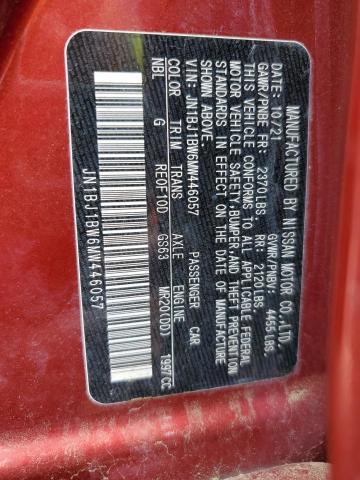 MFD BY NISSAN MOTOR CO.,LTD.
DATE: 10/21 GVWR/PNBV: 4455LBS.
GAWR/PNBE FR: 2370LBS. RR: 2120LBS.
THIS VEHICLE CONFORMS TO ALL APPLICABLE FEDERAL
MOTOR VEHICLE SAFETY, BUMPER, AND THEFT PREVENTION
STANDARDS IN EFFECT ON THE DATE OF MANUFACTURE
SHOWN ABOVE.
VIN: JN1BJ1BW6MW446057 PASSENGER CAR
COLOR TRIM TRANS AXLE ENGINE
NBL G RE0F10D GS63 MR20(DD) 1997CC
JN1BJ1BW6MW446057